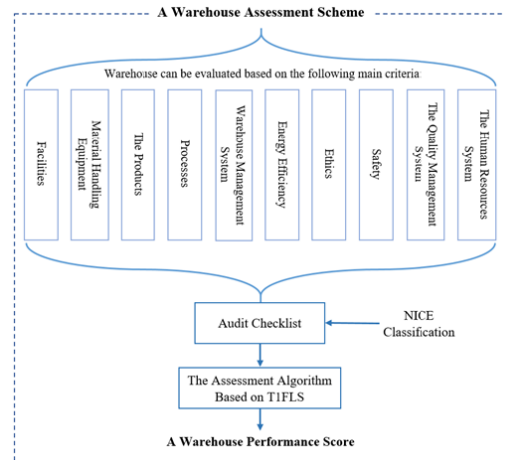 A Warehouse Assessment Scheme
Warehouse can be evaluated based on the following main criteria:
Facilities
Material Handling
Equipment
The Products
Processes
Warehouse Management
System
Energy Efficiency
Ethics
Safety
The Quality Management
System
The Human Resources
System
Audit Checklist
NICE
Classification
The Assessment Algorithm
Based on T1FLS
A Warehouse Performance Score